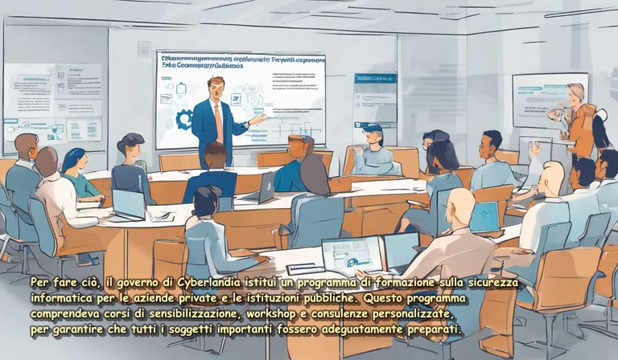 Per fare ciò, il governo di Cyberlandia istituì un programma di formazione sulla sicurezza
informatica per le aziende private e le istituzioni pubbliche. Questo programma
comprendeva corsi di sensibilizzazione, workshop e consulenze personalizzate,
per garantire che tutti i soggetti importanti fossero adeguatamente preparati.